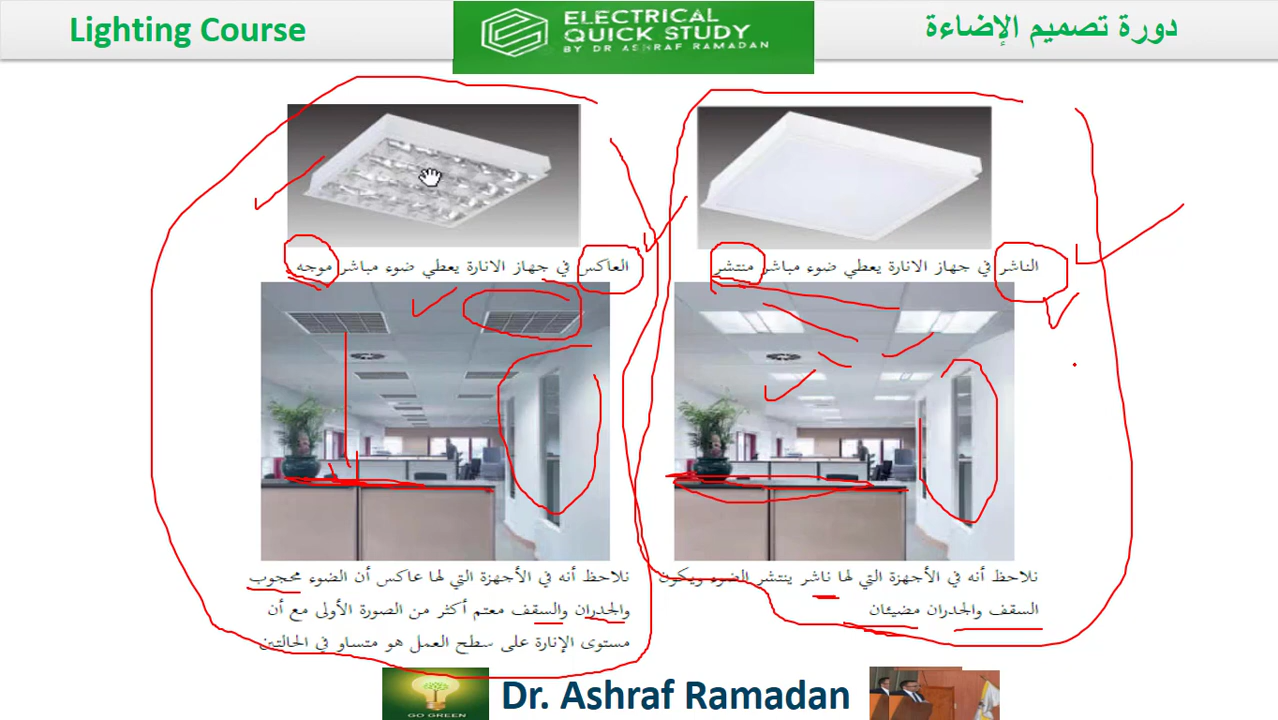 Lighting Course
ELECTRICAL
QUICK STUDY
BY DR ASHRAF RAMADAN
دورة تصميم الإضاءة
الناشر في جهاز الانارة يعطي ضوء مباشر منتشر
نلاحظ أنه في الأجهزة التي لها ناشر ينتشر الضوء ويكون
السقف والجدران مضيئان
العاكس في جهاز الانارة يعطي ضوء مباشر موجه
نلاحظ أنه في الأجهزة التي لها عاكس أن الضوء محجوب
والجدران والسقف معتم أكثر من الصورة الأولى مع أن
مستوى الإنارة على سطح العمل هو متساو في الحالتين
GO GREEN
Dr. Ashraf Ramadan